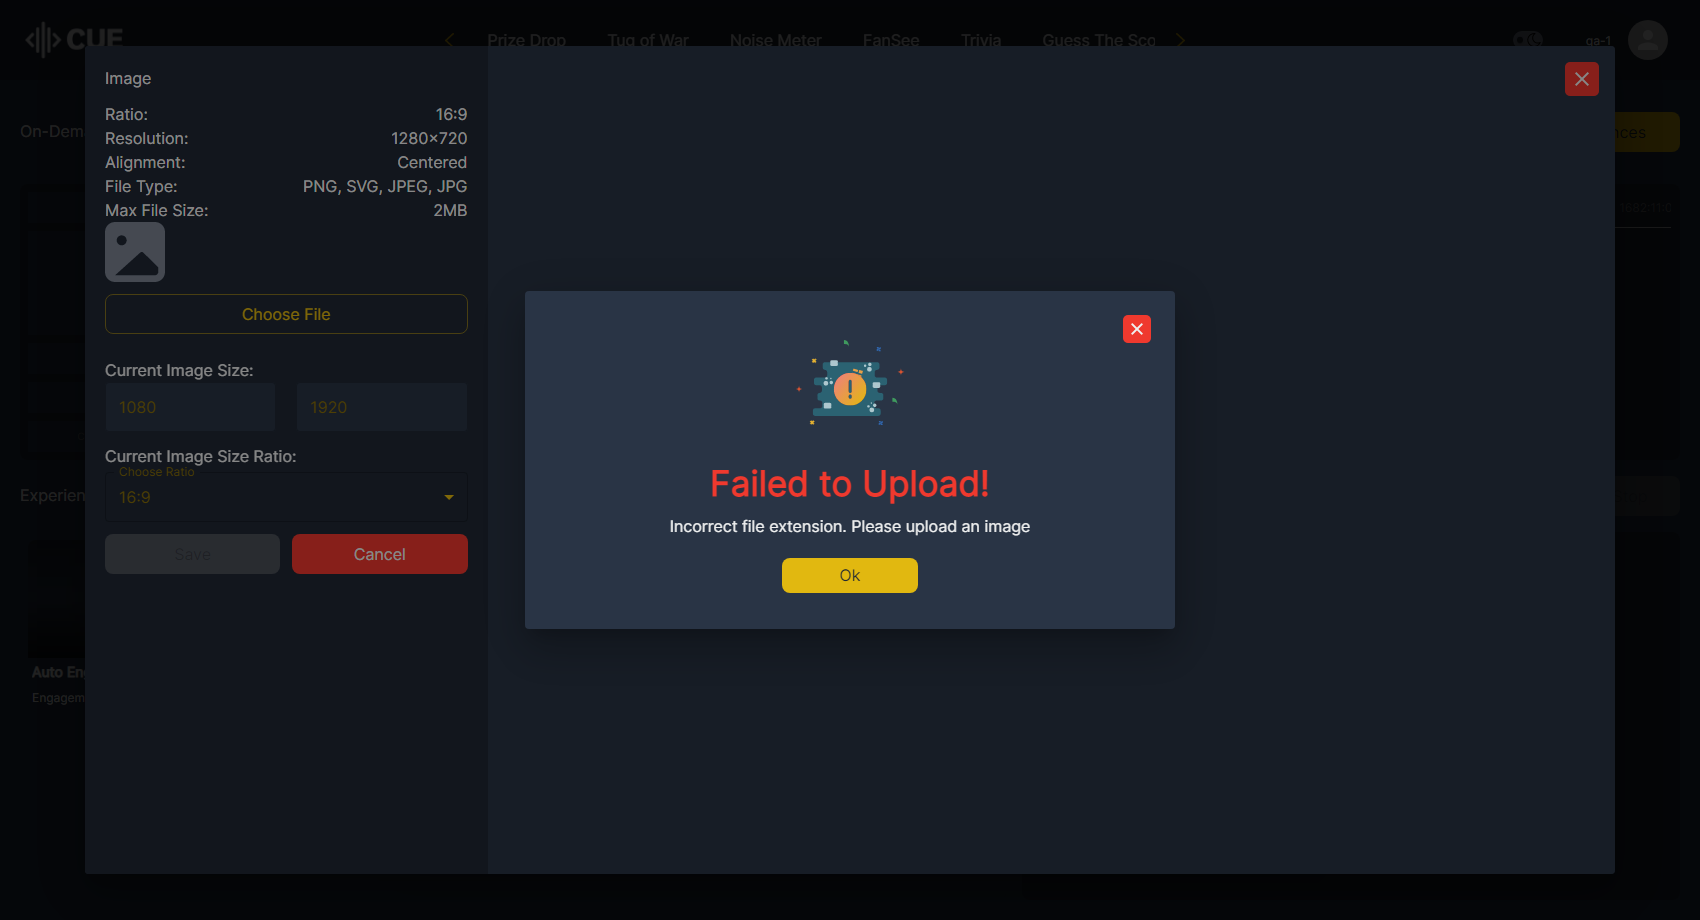 CUE
Prize Drop
Tug of War
Noise Meter
FanSee
Trivia
Guess The Sco
qa-1
Image
On-Dem
Ratio: 16:9
Resolution: 1280×720
Alignment: Centered
File Type: PNG, SVG, JPEG, JPG
Max File Size: 2MB
Choose File
Current Image Size:
1080 1920
Current Image Size Ratio:
Choose Ratio
16:9
Experien
Save Cancel
Auto En
Engagem
nces
Failed to Upload!
Incorrect file extension. Please upload an image
Ok